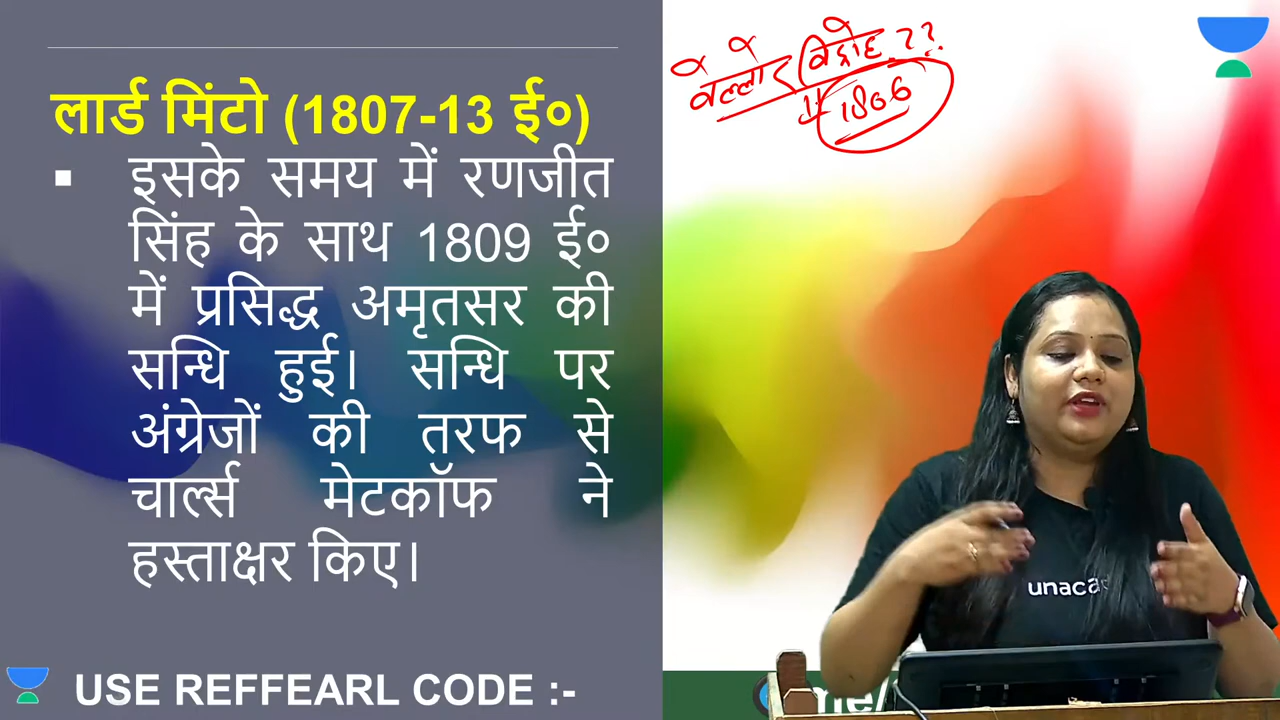 लार्ड मिंटो (1807-13 ई०)
▪ इसके समय में रणजीत
सिंह के साथ 1809 ई०
में प्रसिद्ध अमृतसर की
सन्धि हुई। सन्धि पर
अंग्रेजों की तरफ से
चार्ल्स मेटकॉफ ने
हस्ताक्षर किए।
USE REFFEARL CODE :-
वेल्लोर विद्रोह ??
1806
unaca
me/